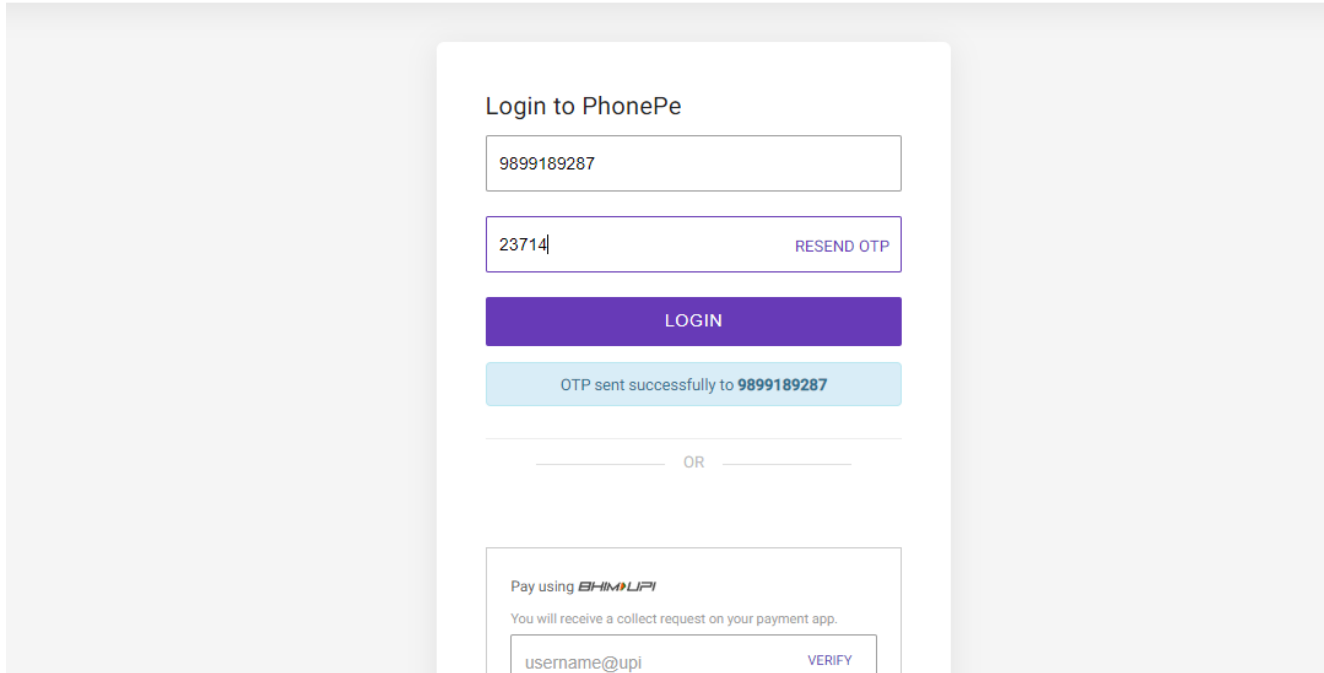 Login to PhonePe
9899189287
23714 RESEND OTP
LOGIN
OTP sent successfully to 9899189287
OR
Pay using BHIM UPI
You will receive a collect request on your payment app.
username@upi VERIFY